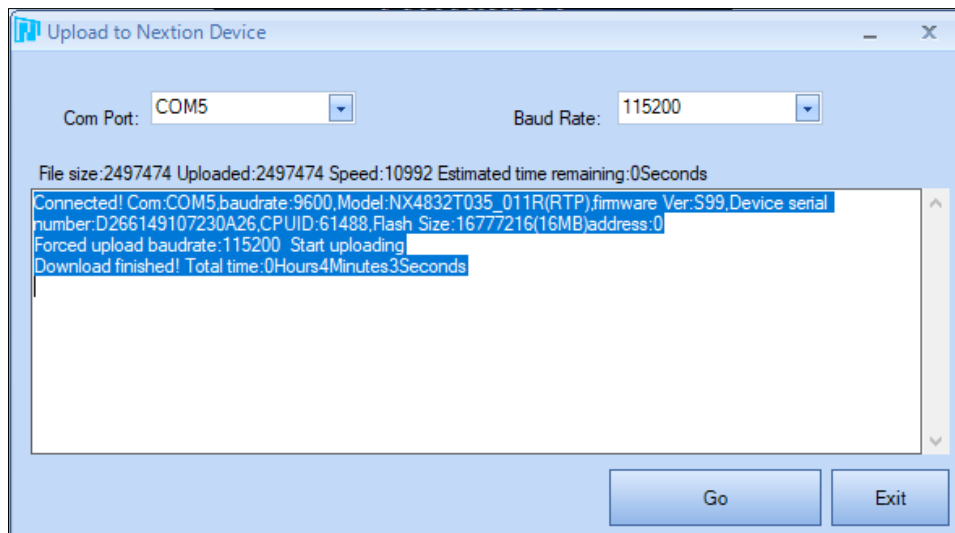 Upload to Nextion Device
Com Port: COM5 Baud Rate: 115200
File size:2497474 Uploaded:2497474 Speed:10992 Estimated time remaining:0Seconds
Connected! Com:COM5,baudrate:9600,Model:NX4832T035_011R(RTP),firmware Ver:S99,Device serial
number:D266149107230A26,CPUID:61488,Flash Size:16777216(16MB)address:0
Forced upload baudrate:115200  Start uploading
Download finished! Total time:0Hours4Minutes3Seconds
Go Exit